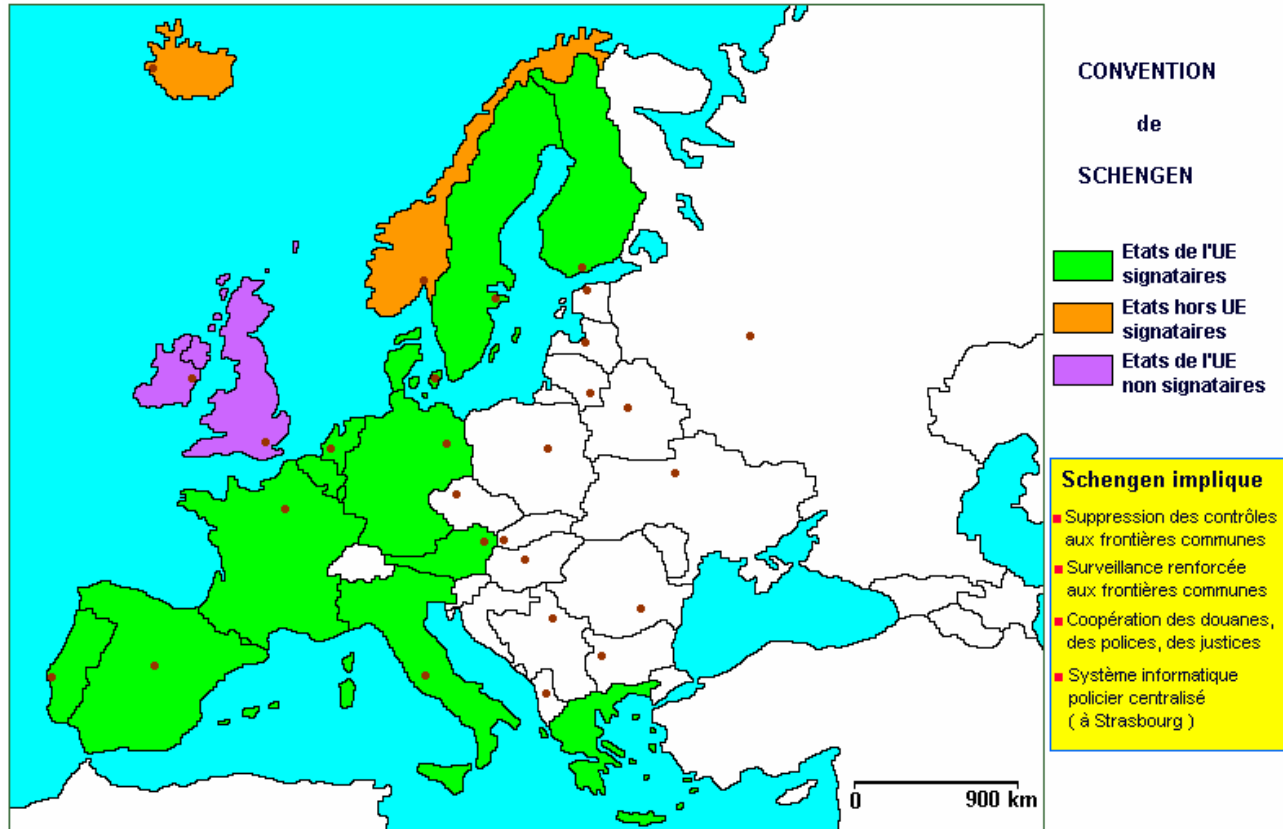 CONVENTION
de
SCHENGEN
Etats de l'UE
signataires
Etats hors UE
signataires
Etats de l'UE
non signataires
Schengen implique
Suppression des contrôles
aux frontières communes
Surveillance renforcée
aux frontières communes
Coopération des douanes,
des polices, des justices
Système informatique
policier centralisé
( à Strasbourg )
0 900 km